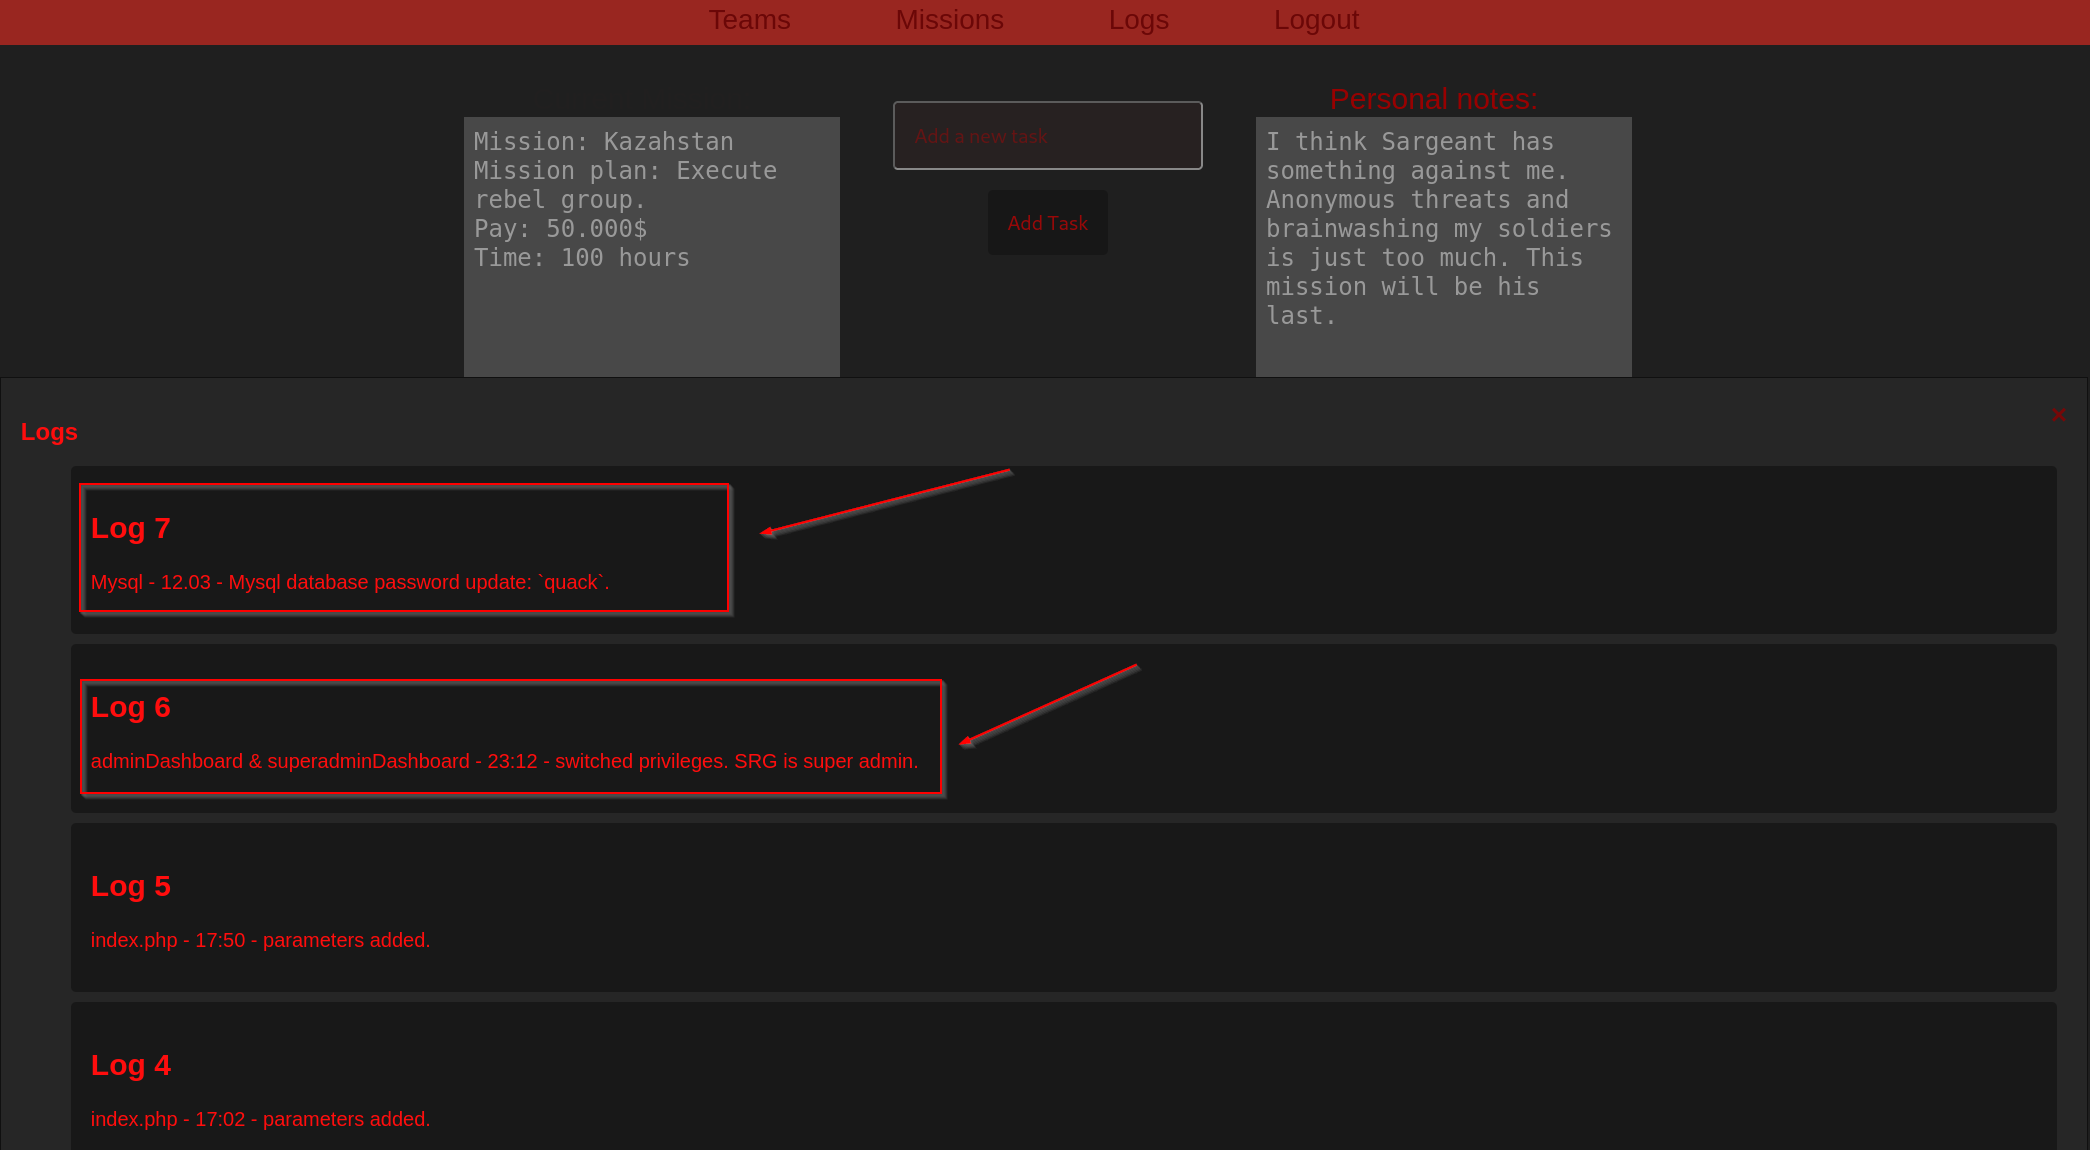 Teams Missions Logs Logout
Mission: Kazahstan
Mission plan: Execute
rebel group.
Pay: 50.000$
Time: 100 hours
Add a new task
Add Task
Personal notes:
I think Sargeant has
something against me.
Anonymous threats and
brainwashing my soldiers
is just too much. This
mission will be his
last.
Logs
×
Log 7
Mysql - 12.03 - Mysql database password update: `quack`.
Log 6
adminDashboard & superadminDashboard - 23:12 - switched privileges. SRG is super admin.
Log 5
index.php - 17:50 - parameters added.
Log 4
index.php - 17:02 - parameters added.